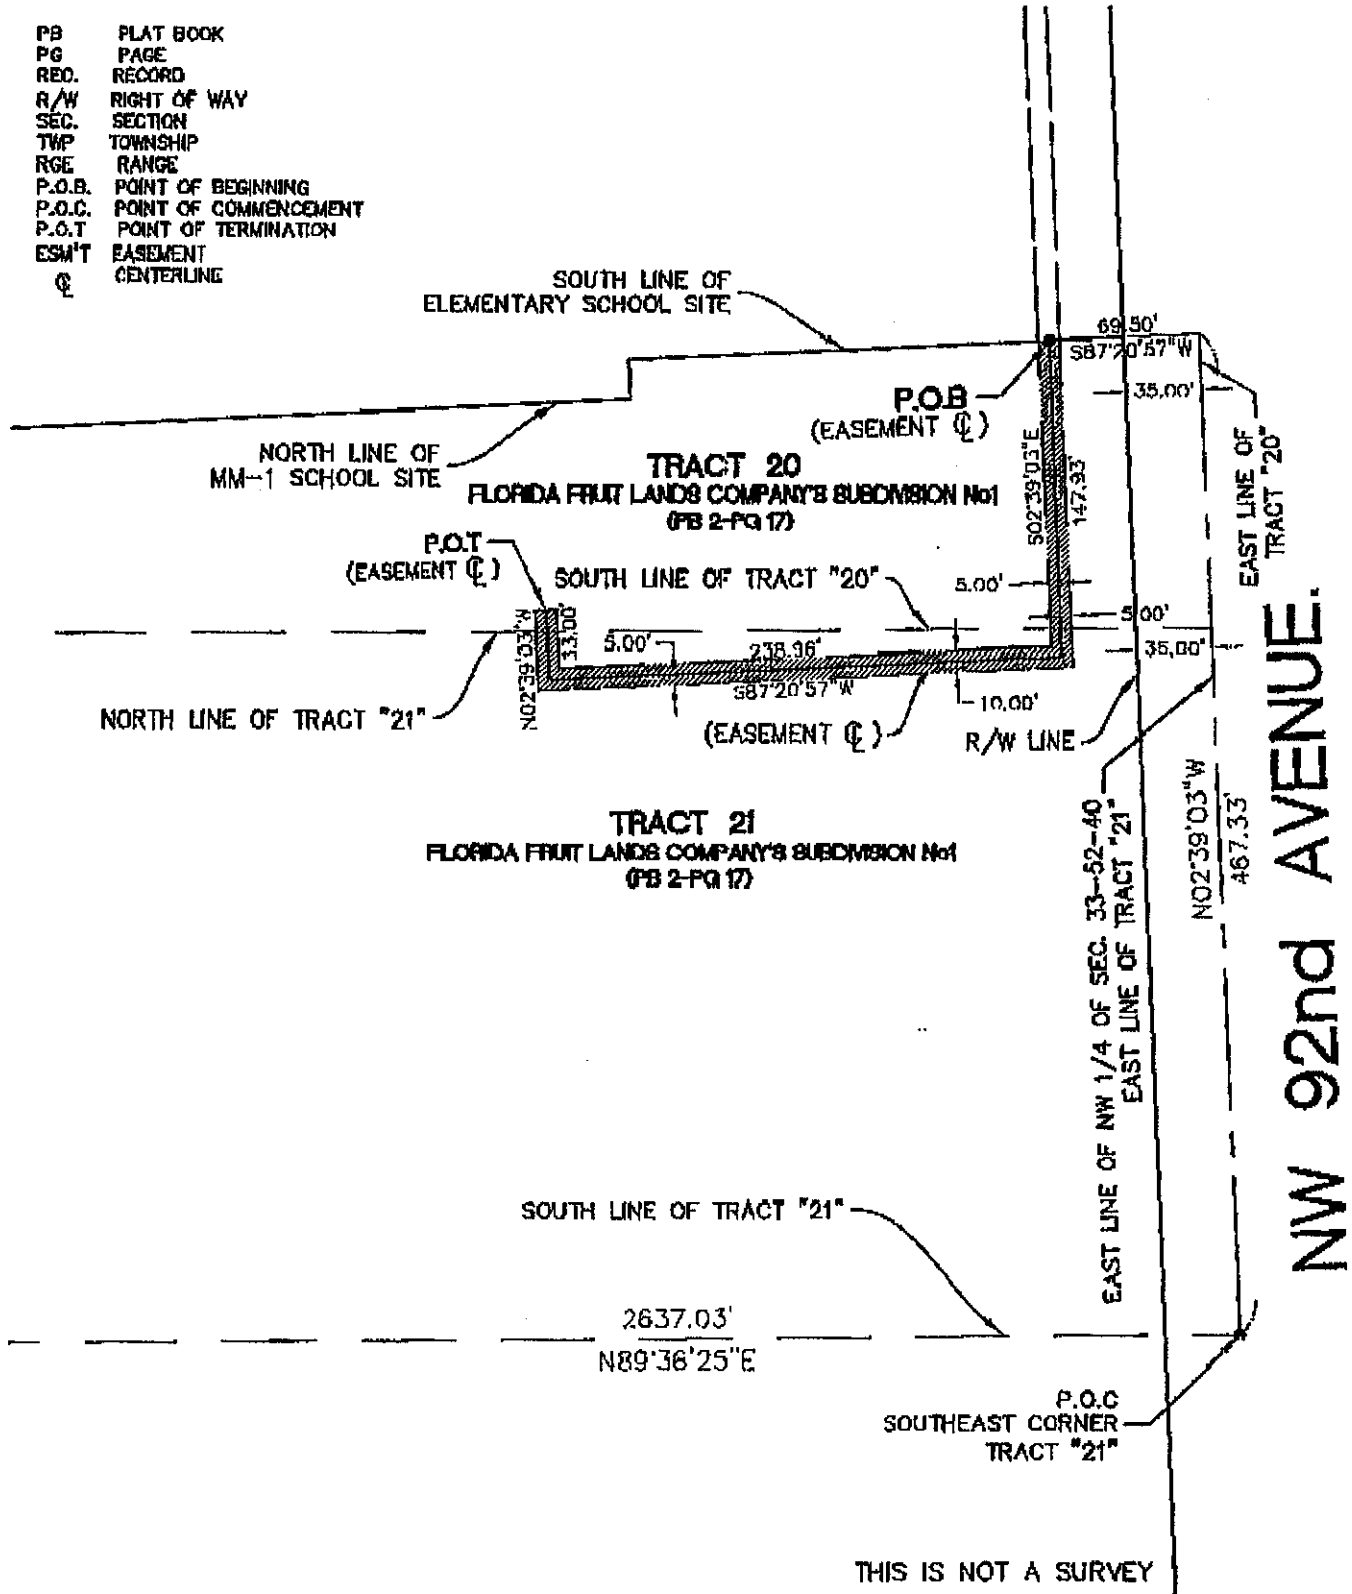 PB PLAT BOOK
PG PAGE
REC. RECORD
R/W RIGHT OF WAY
SEC. SECTION
TWP TOWNSHIP
RGE RANGE
P.O.B. POINT OF BEGINNING
P.O.C. POINT OF COMMENCEMENT
P.O.T POINT OF TERMINATION
ESM'T EASEMENT
℄ CENTERLINE
SOUTH LINE OF
ELEMENTARY SCHOOL SITE
69.50'
S87°20'57"W
35.00'
P.O.B
(EASEMENT ℄)
NORTH LINE OF
MM-1 SCHOOL SITE
TRACT 20
FLORIDA FRUIT LANDS COMPANY'S SUBDIVISION No1
(PB 2-PG 17)
S02°39'03"E
147.93'
EAST LINE OF
TRACT "20"
P.O.T
(EASEMENT ℄)
SOUTH LINE OF TRACT "20"
5.00'
5.00'
N02°39'03"W
33.00'
5.00'
238.96'
S87°20'57"W
35.00"
10.00'
NORTH LINE OF TRACT "21"
(EASEMENT ℄)
R/W LINE
TRACT 21
FLORIDA FRUIT LANDS COMPANY'S SUBDIVISION No1
(PB 2-PG 17)
EAST LINE OF NW 1/4 OF SEC. 33-52-40
EAST LINE OF TRACT "21"
N02°39'03"W
467.33'
NW 92nd AVENUE.
SOUTH LINE OF TRACT "21"
2637.03'
N89°36'25"E
P.O.C
SOUTHEAST CORNER
TRACT "21"
THIS IS NOT A SURVEY